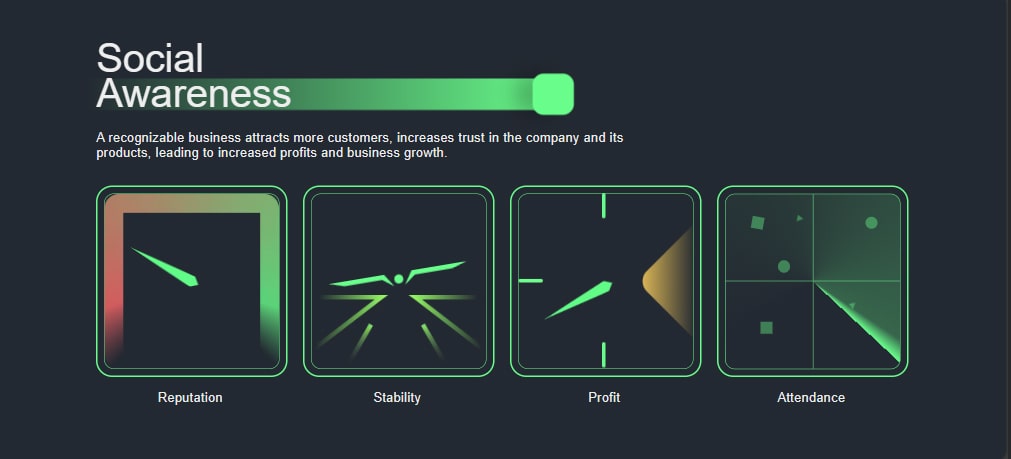 Social
Awareness
A recognizable business attracts more customers, increases trust in the company and its
products, leading to increased profits and business growth.
Reputation
Stability
Profit
Attendance